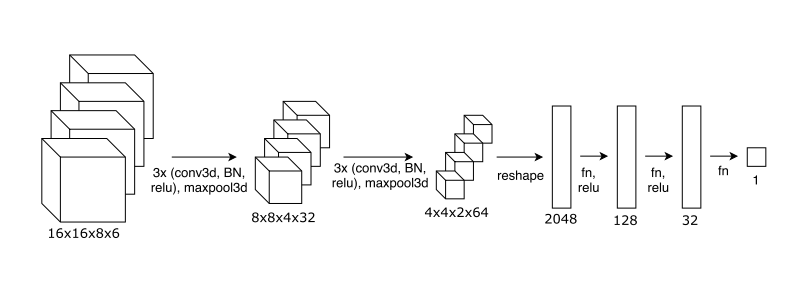 3x (conv3d, BN,
relu), maxpool3d
3x (conv3d, BN,
relu), maxpool3d
reshape
fn,
relu
fn,
relu
fn
16x16x8x6
8x8x4x32
4x4x2x64
2048
128
32
1